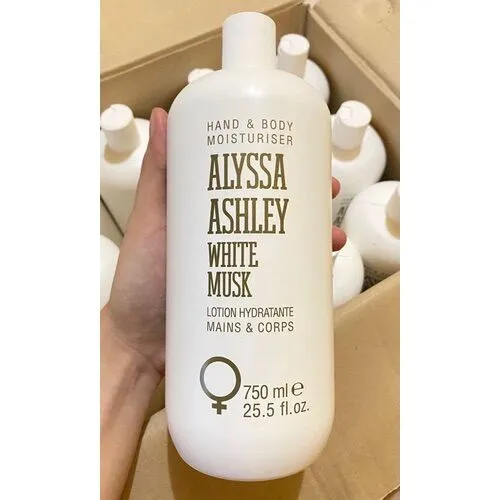 HAND & BODY
MOISTURISER
ALYSSA
ASHLEY
WHITE
MUSK
LOTION HYDRATANTE
MAINS & CORPS
750 ml e
25.5 fl.oz.